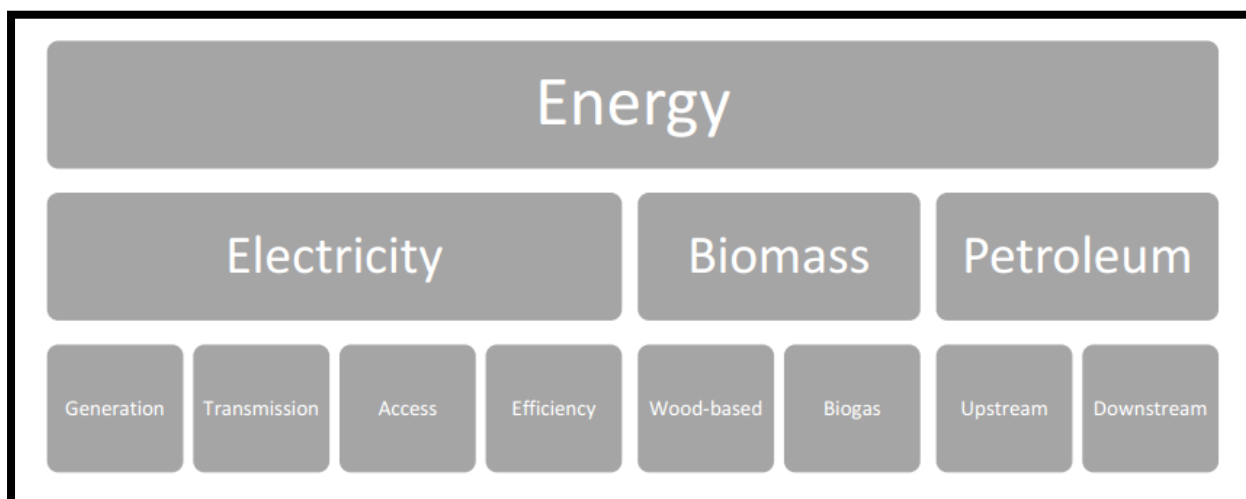 Energy
Electricity Biomass Petroleum
Generation Transmission Access Efficiency Wood-based Biogas Upstream Downstream